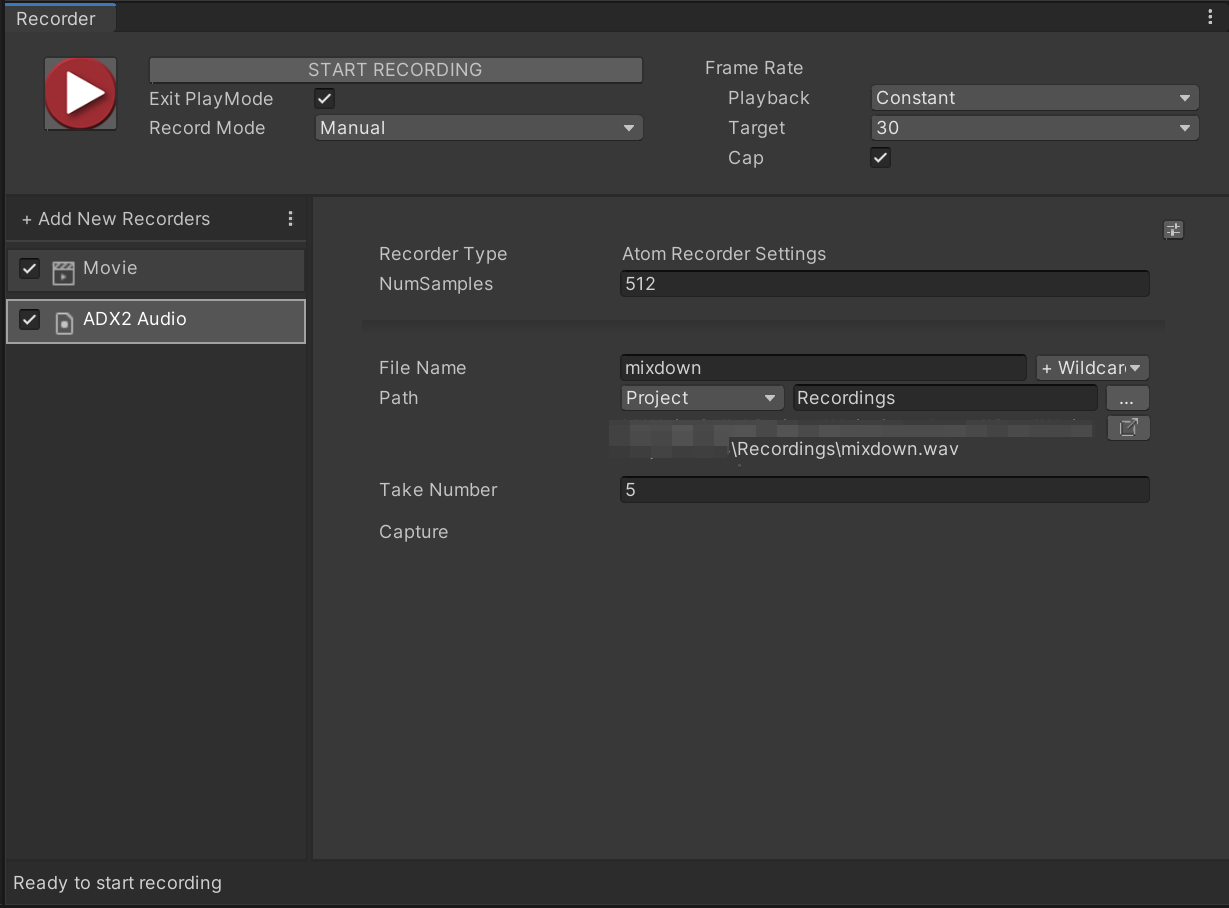 Recorder
START RECORDING
Exit PlayMode
Record Mode
Manual
Frame Rate
Playback
Constant
Target
30
Cap
+ Add New Recorders
Movie
ADX2 Audio
Recorder Type
Atom Recorder Settings
NumSamples
512
File Name
mixdown
+ Wildcar
Path
Project
Recordings
...
\Recordings\mixdown.wav
Take Number
5
Capture
Ready to start recording